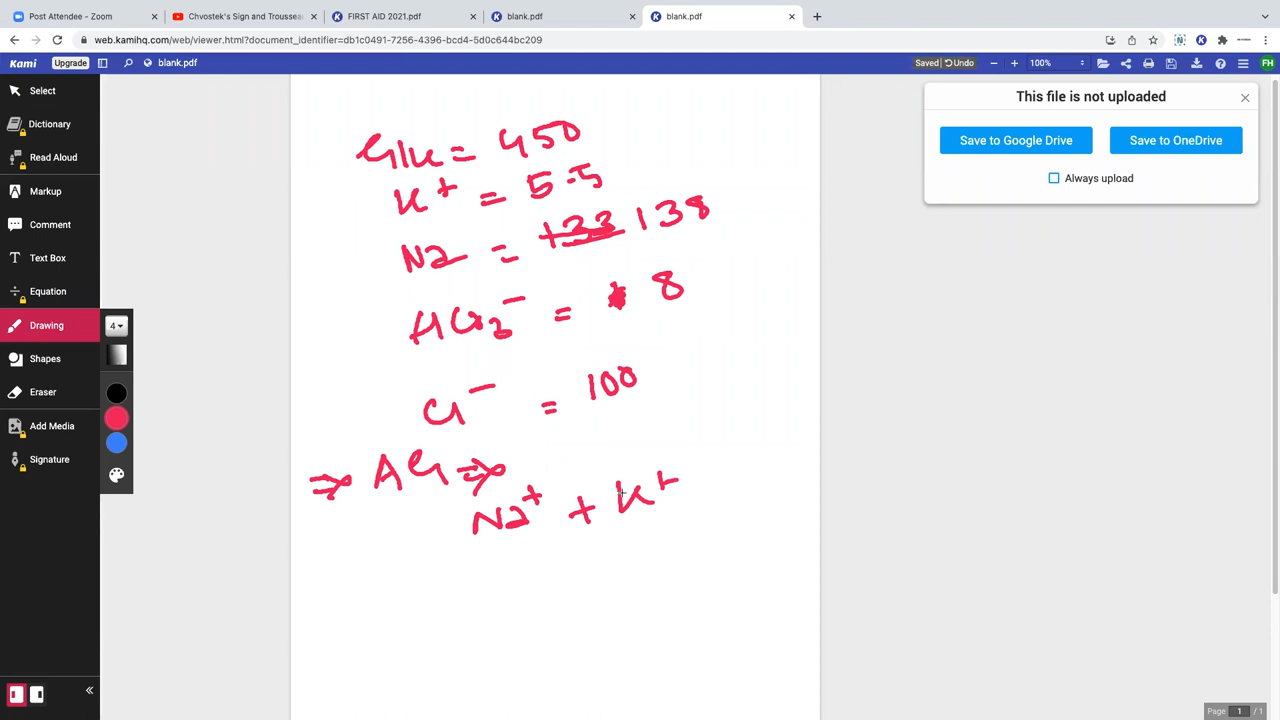 Post Attendee - Zoom
Chvostek's Sign and Trousseau
FIRST AID 2021.pdf
blank.pdf
blank.pdf
web.kamihq.com/web/viewer.html?document_identifier=db1c0491-7256-4396-bcd4-5d0c644bc209
Kami
Upgrade
blank.pdf
Saved
Undo
100%
FH
Select
Dictionary
Read Aloud
Markup
Comment
Text Box
Equation
Drawing
4
Shapes
Eraser
Add Media
Signature
This file is not uploaded
Save to Google Drive
Save to OneDrive
Always upload
Glu = 450
K+ = 5.5
Na = 133 138
HCO3- = 8
Cl- = 100
⇒ AG ⇒
Na+ + K+
Page 1 / 1